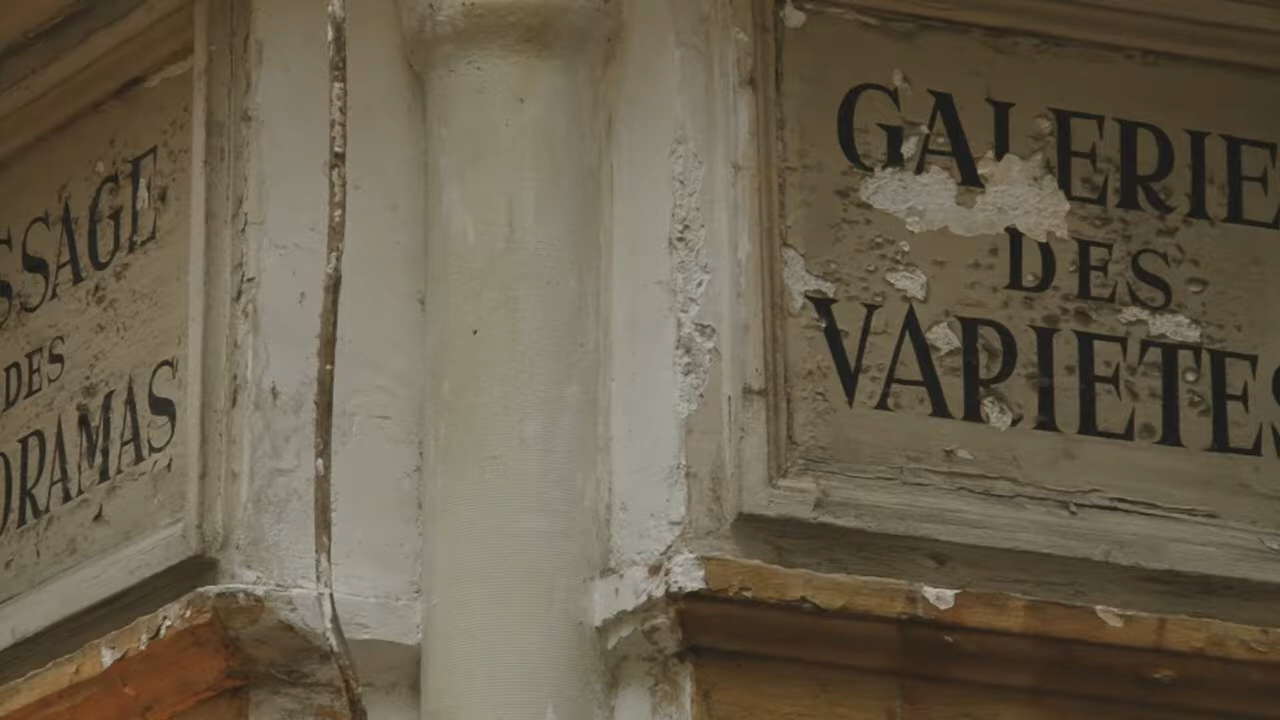 SSAGE
DES
ORAMAS
GALERIE
DES
VARIETES